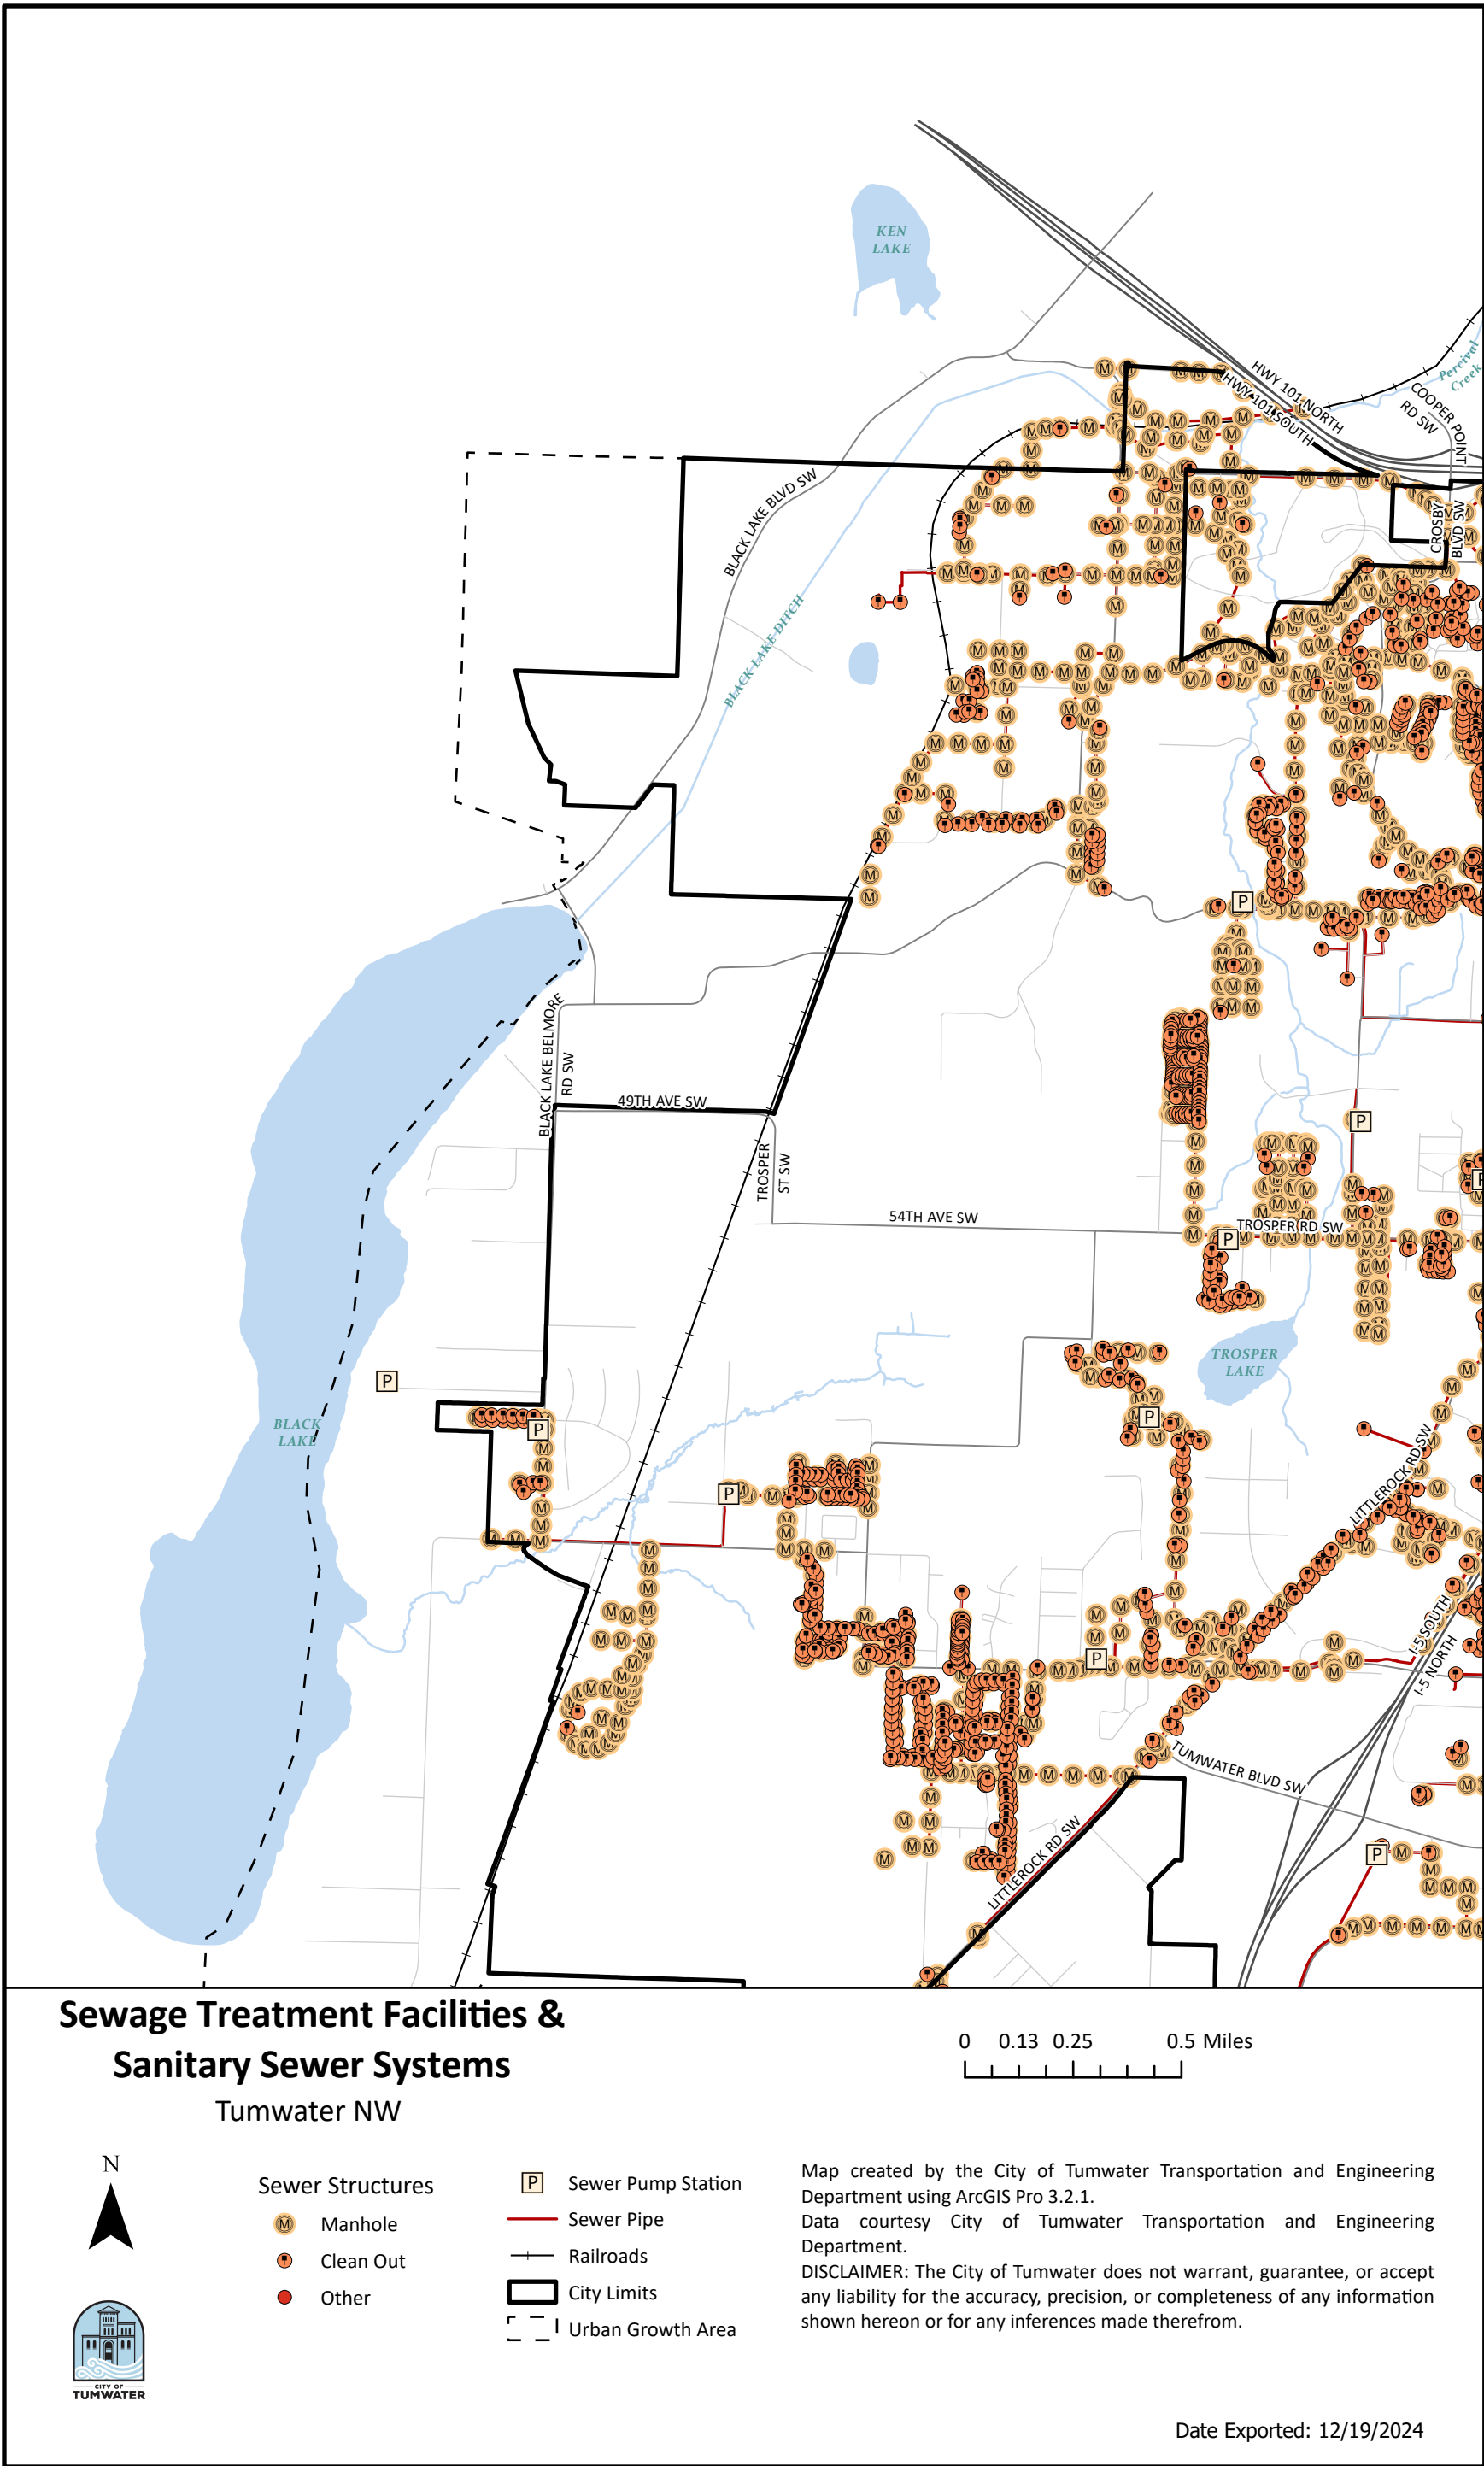 KEN
LAKE
HWY 101 NORTH
HWY 101 SOUTH
COOPER POINT
RD SW
Percival
Creek
BLACK LAKE BLVD SW
CROSBY
BLVD SW
BLACK LAKE DITCH
BLACK LAKE BELMORE
RD SW
49TH AVE SW
TROSPER
ST SW
54TH AVE SW
TROSPER RD SW
TROSPER
LAKE
BLACK
LAKE
LITTLEROCK RD SW
I-5 SOUTH
I-5 NORTH
TUMWATER BLVD SW
LITTLEROCK RD SW
Sewage Treatment Facilities &
Sanitary Sewer Systems
Tumwater NW
0 0.13 0.25 0.5 Miles
N
Sewer Structures
M Manhole
Clean Out
Other
P Sewer Pump Station
Sewer Pipe
Railroads
City Limits
Urban Growth Area
Map created by the City of Tumwater Transportation and Engineering
Department using ArcGIS Pro 3.2.1.
Data courtesy City of Tumwater Transportation and Engineering
Department.
DISCLAIMER: The City of Tumwater does not warrant, guarantee, or accept
any liability for the accuracy, precision, or completeness of any information
shown hereon or for any inferences made therefrom.
CITY OF
TUMWATER
Date Exported: 12/19/2024